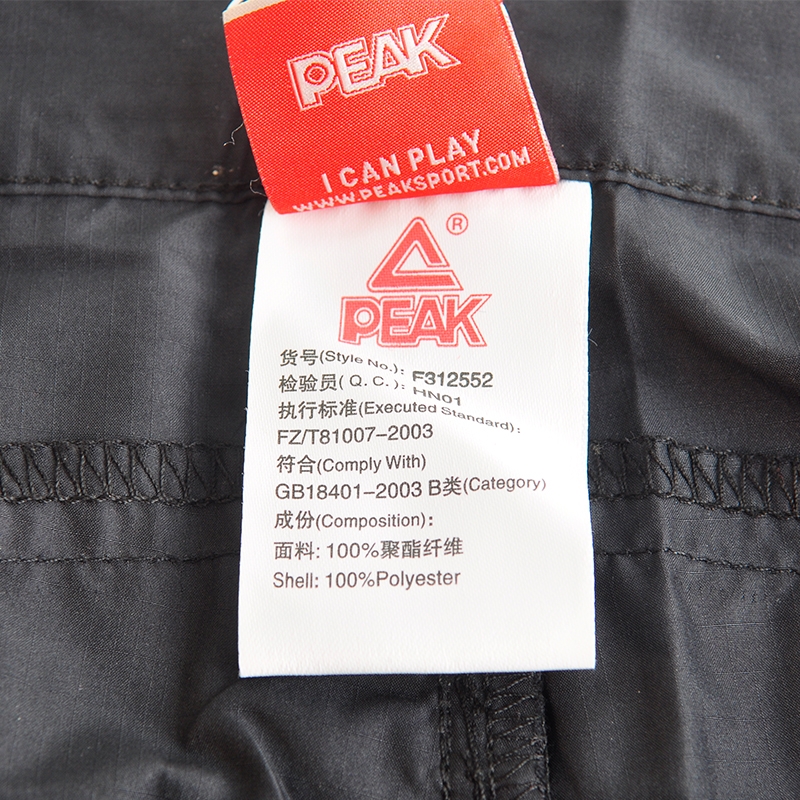 PEAK
I CAN PLAY
WWW.PEAKSPORT.COM
®
PEAK
货号(Style No.): F312552
检验员(Q.C.): HN01
执行标准(Executed Standard):
FZ/T81007-2003
符合(Comply With)
GB18401-2003 B类(Category)
成份(Composition):
面料: 100%聚酯纤维
Shell: 100%Polyester